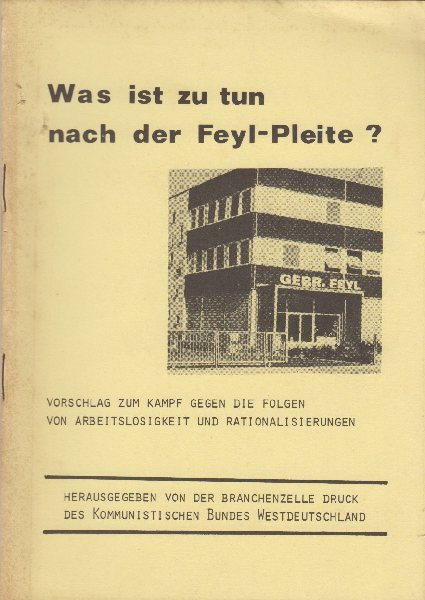 Was ist zu tun
nach der Feyl-Pleite ?
GEBR. FEYL
VORSCHLAG ZUM KAMPF GEGEN DIE FOLGEN
VON ARBEITSLOSIGKEIT UND RATIONALISIERUNGEN
HERAUSGEGEBEN VON DER BRANCHENZELLE DRUCK
DES KOMMUNISTISCHEN BUNDES WESTDEUTSCHLAND